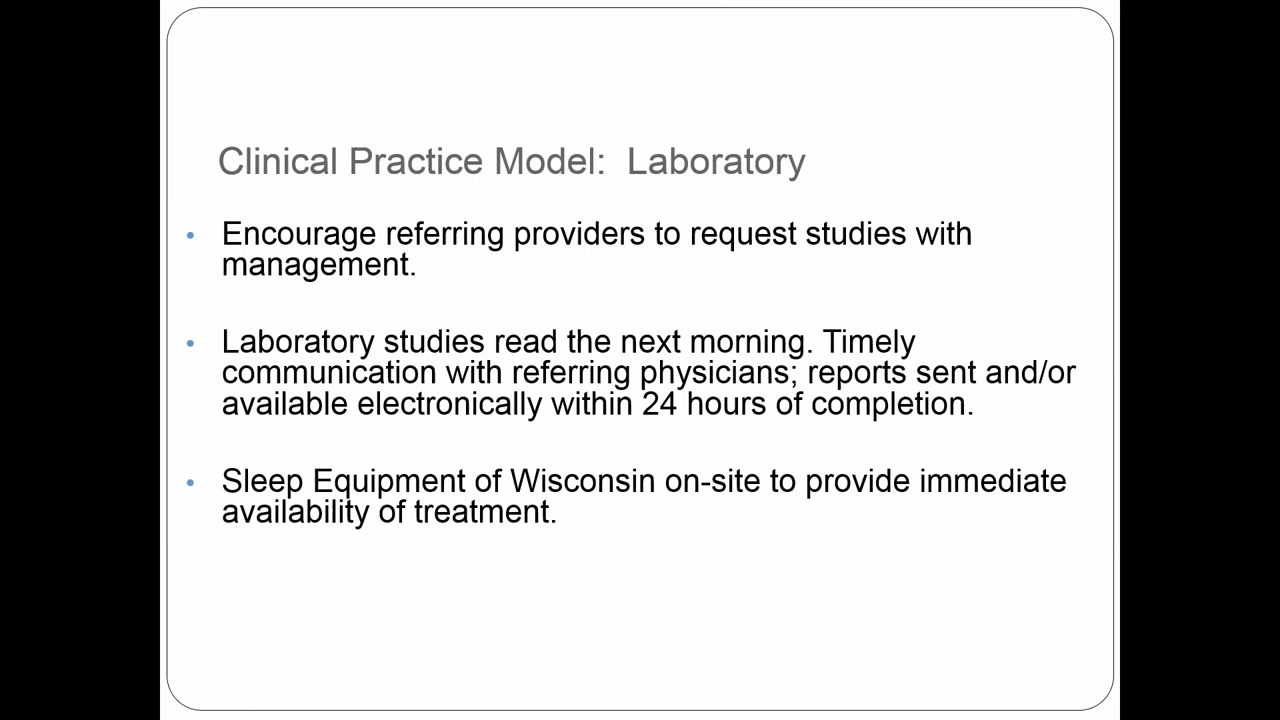 Clinical Practice Model:  Laboratory
• Encourage referring providers to request studies with
management.
• Laboratory studies read the next morning. Timely
communication with referring physicians; reports sent and/or
available electronically within 24 hours of completion.
• Sleep Equipment of Wisconsin on-site to provide immediate
availability of treatment.